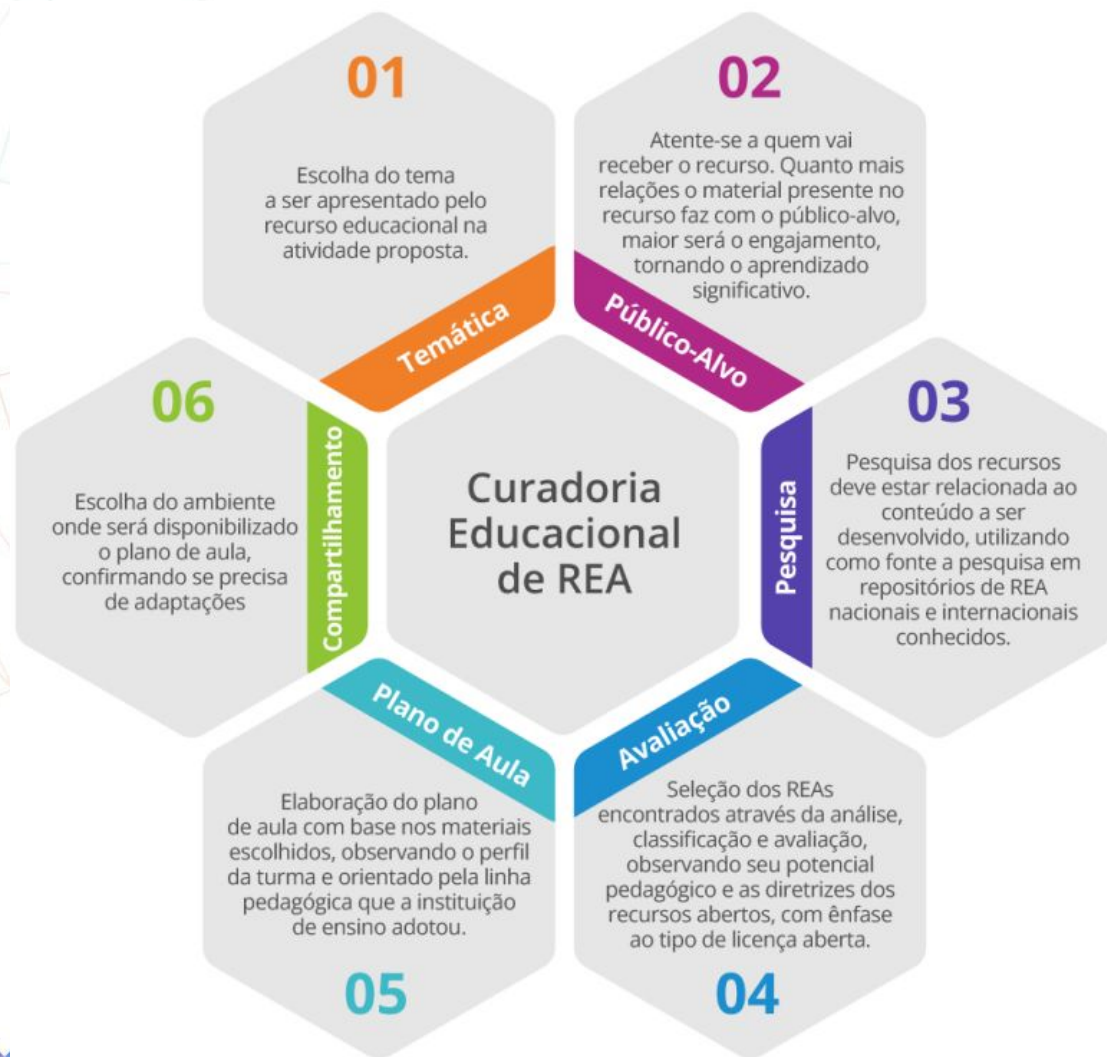 01
Escolha do tema
a ser apresentado pelo
recurso educacional na
atividade proposta.
Temática
02
Atente-se a quem vai
receber o recurso. Quanto mais
relações o material presente no
recurso faz com o público-alvo,
maior será o engajamento,
tornando o aprendizado
significativo.
Público-Alvo
03
Pesquisa dos recursos
deve estar relacionada ao
conteúdo a ser
desenvolvido, utilizando
como fonte a pesquisa em
repositórios de REA
nacionais e internacionais
conhecidos.
Pesquisa
Curadoria
Educacional
de REA
Avaliação
Seleção dos REAs
encontrados através da análise,
classificação e avaliação,
observando seu potencial
pedagógico e as diretrizes dos
recursos abertos, com ênfase
ao tipo de licença aberta.
04
Plano de Aula
Elaboração do plano
de aula com base nos materiais
escolhidos, observando o perfil
da turma e orientado pela linha
pedagógica que a instituição
de ensino adotou.
05
06
Escolha do ambiente
onde será disponibilizado
o plano de aula,
confirmando se precisa
de adaptações
Compartilhamento